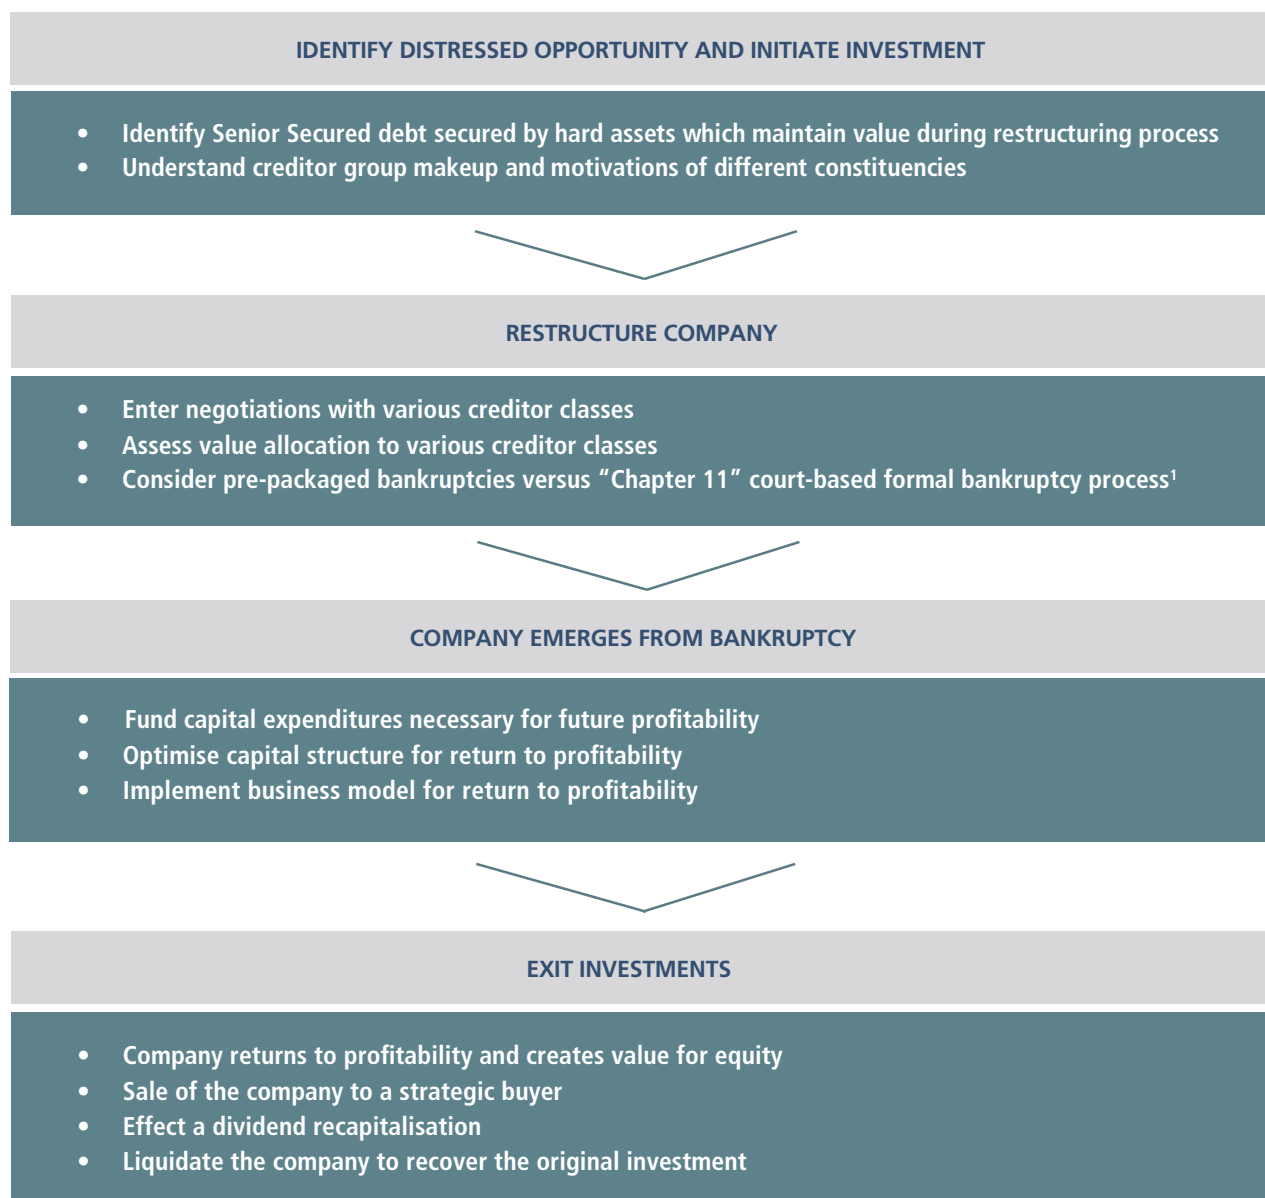 IDENTIFY DISTRESSED OPPORTUNITY AND INITIATE INVESTMENT
• Identify Senior Secured debt secured by hard assets which maintain value during restructuring process
• Understand creditor group makeup and motivations of different constituencies
RESTRUCTURE COMPANY
• Enter negotiations with various creditor classes
• Assess value allocation to various creditor classes
• Consider pre-packaged bankruptcies versus “Chapter 11” court-based formal bankruptcy process¹
COMPANY EMERGES FROM BANKRUPTCY
• Fund capital expenditures necessary for future profitability
• Optimise capital structure for return to profitability
• Implement business model for return to profitability
EXIT INVESTMENTS
• Company returns to profitability and creates value for equity
• Sale of the company to a strategic buyer
• Effect a dividend recapitalisation
• Liquidate the company to recover the original investment